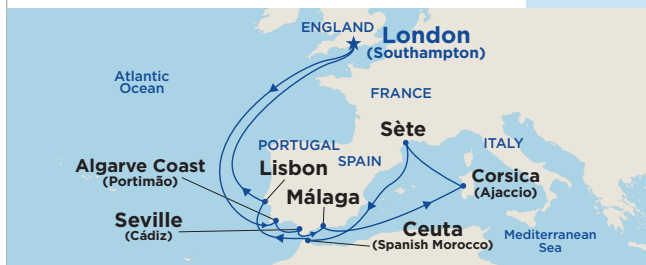 ENGLAND
London
(Southampton)
Atlantic
Ocean
FRANCE
Sète
PORTUGAL
ITALY
SPAIN
Algarve Coast
(Portimão)
Lisbon
Corsica
(Ajaccio)
Málaga
Seville
(Cádiz)
Ceuta
(Spanish Morocco)
Mediterranean
Sea